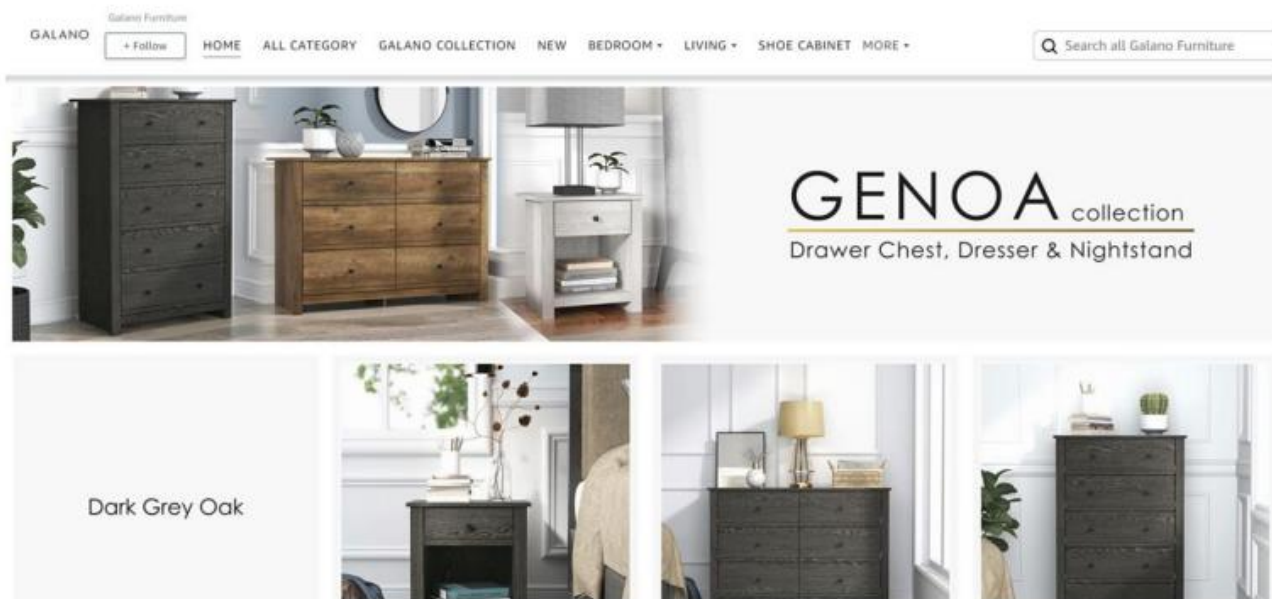 Galano Furniture
GALANO
+ Follow
HOME
ALL CATEGORY
GALANO COLLECTION
NEW
BEDROOM
LIVING
SHOE CABINET
MORE
Search all Galano Furniture
GENOA collection
Drawer Chest, Dresser & Nightstand
Dark Grey Oak